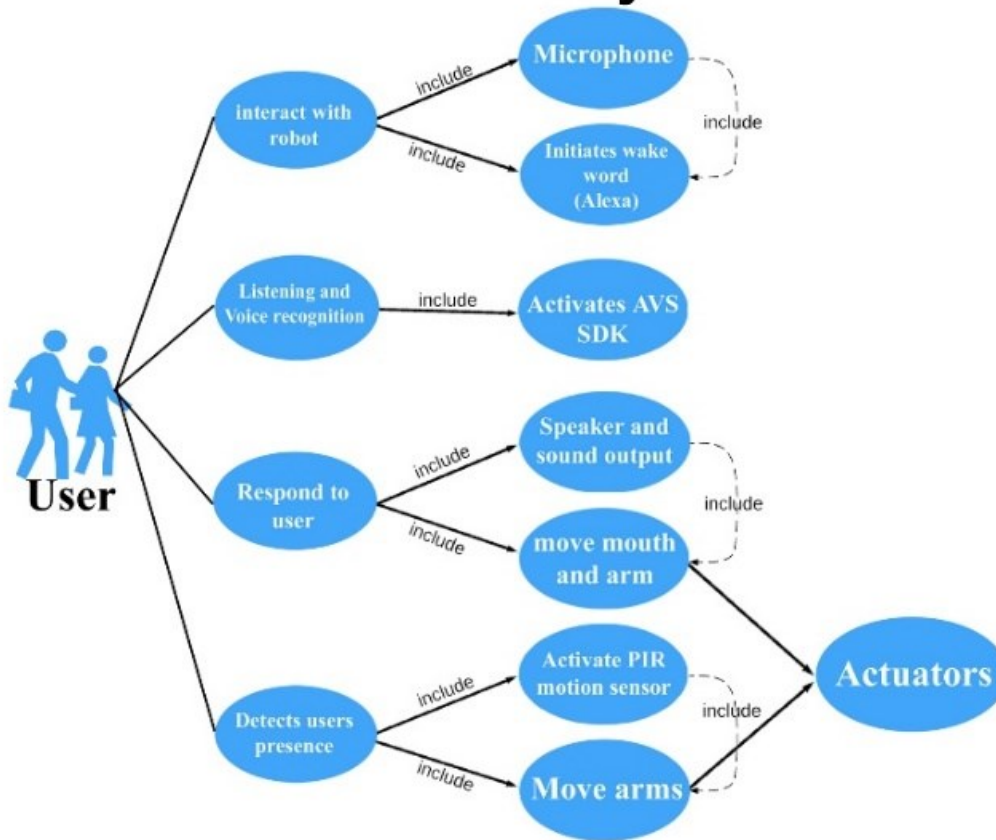 Microphone
include
include
interact with
robot
include
Initiates wake
word
(Alexa)
Listening and
Voice recognition
include
Activates AVS
SDK
User
Speaker and
sound output
include
Respond to
user
include
include
move mouth
and arm
Actuators
Activate PIR
motion sensor
include
include
Detects users
presence
include
Move arms